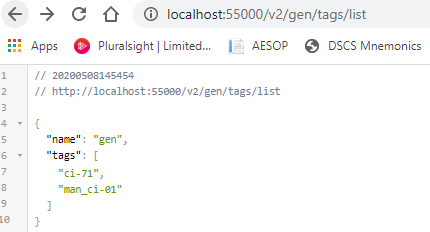 localhost:55000/v2/gen/tags/list
Apps Pluralsight | Limited... AESOP DSCS Mnemonics
1 // 20200508145454
2 // http://localhost:55000/v2/gen/tags/list
3
4 {
5 "name": "gen",
6 "tags": [
7 "ci-71",
8 "man_ci-01"
9 ]
10 }